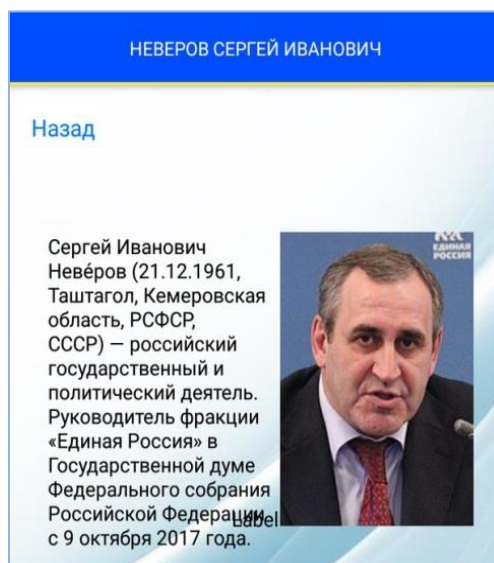 НЕВЕРОВ СЕРГЕЙ ИВАНОВИЧ
Назад
Сергей Иванович
Неве́ров (21.12.1961,
Таштагол, Кемеровская
область, РСФСР,
СССР) — российский
государственный и
политический деятель.
Руководитель фракции
«Единая Россия» в
Государственной думе
Федерального собрания
Российской Федерации
с 9 октября 2017 года.
Label
ЕДИНАЯ
РОССИЯ